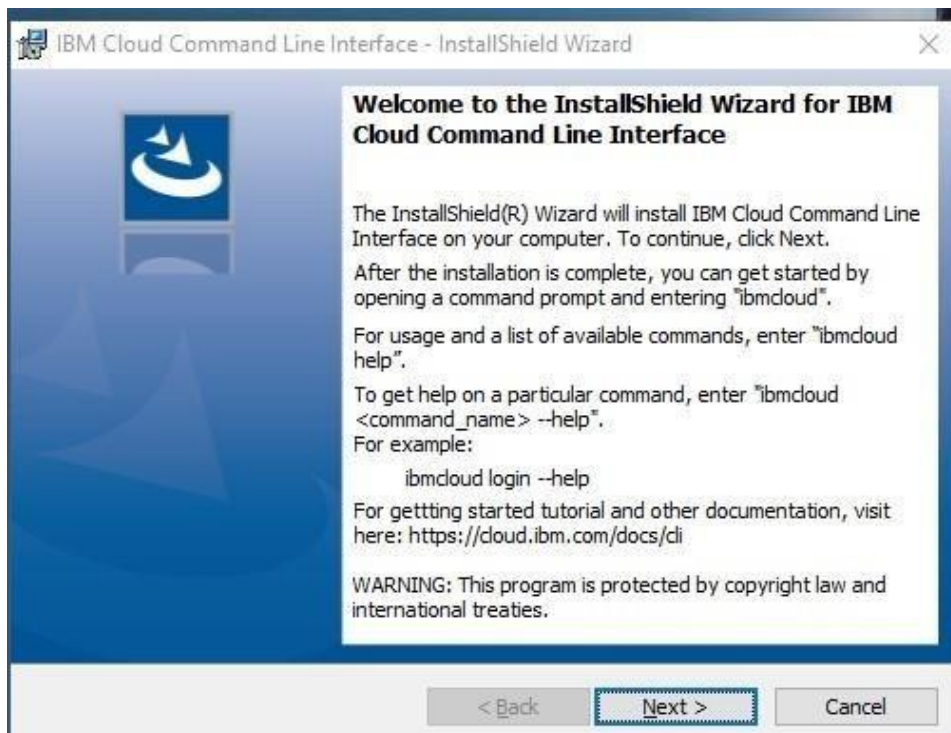 IBM Cloud Command Line Interface - InstallShield Wizard
Welcome to the InstallShield Wizard for IBM
Cloud Command Line Interface
The InstallShield(R) Wizard will install IBM Cloud Command Line
Interface on your computer. To continue, click Next.
After the installation is complete, you can get started by
opening a command prompt and entering "ibmcloud".
For usage and a list of available commands, enter "ibmcloud
help".
To get help on a particular command, enter "ibmcloud
<command_name> --help".
For example:
ibmcloud login --help
For gettting started tutorial and other documentation, visit
here: https://cloud.ibm.com/docs/cli
WARNING: This program is protected by copyright law and
international treaties.
< Back Next > Cancel